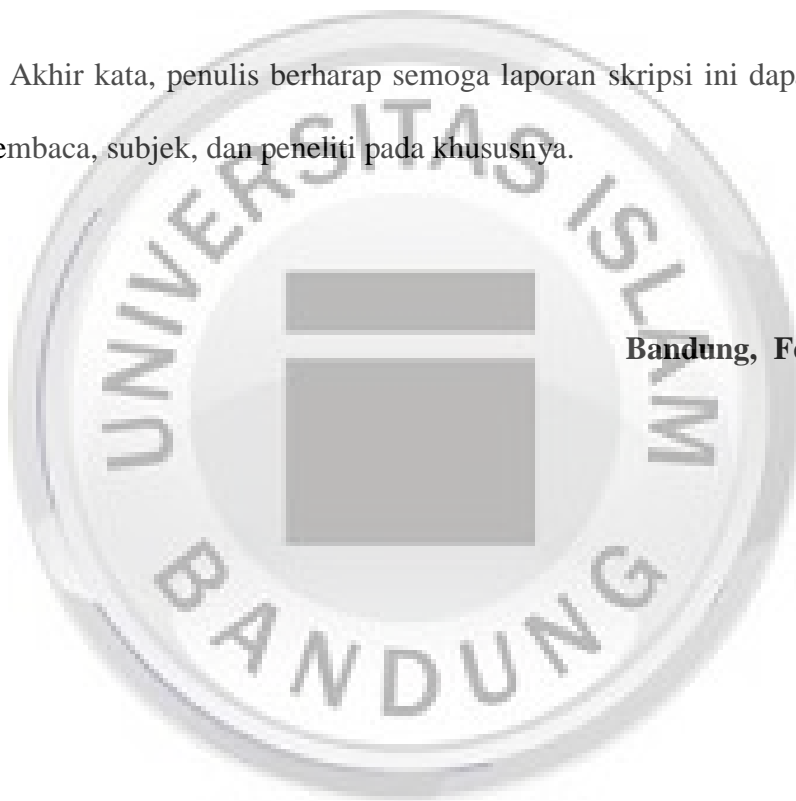 Akhir kata, penulis berharap semoga laporan skripsi ini dap
embaca, subjek, dan peneliti pada khususnya.
UNIVERSITAS ISLAM
Bandung, Fe
BANDUNG